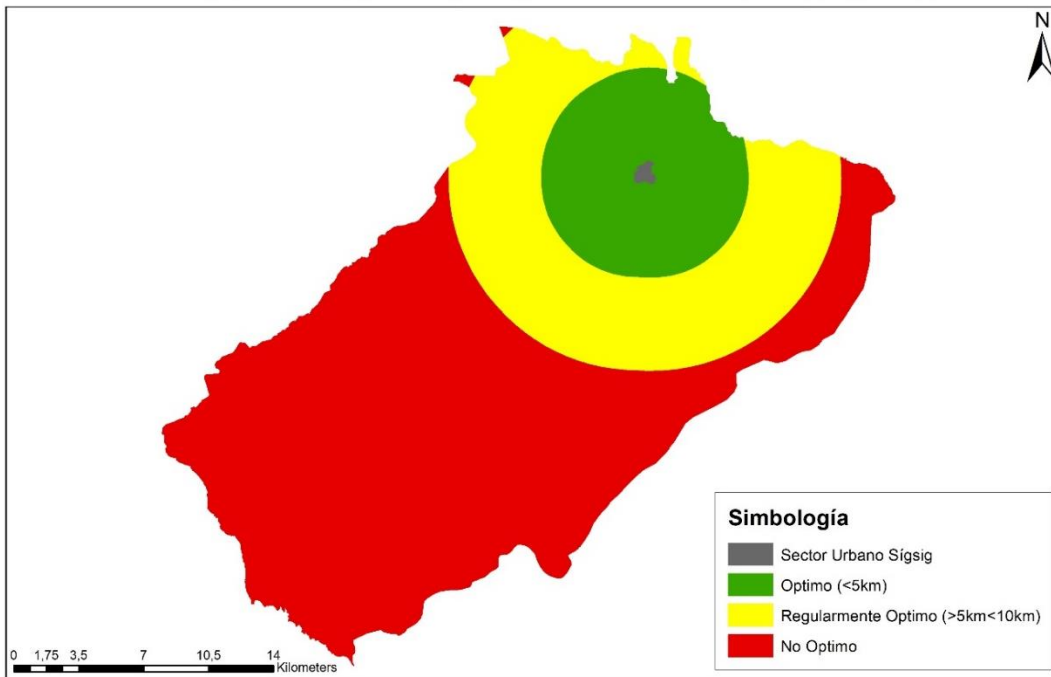 N
Simbología
Sector Urbano Sígsig
Optimo (<5km)
Regularmente Optimo (>5km<10km)
No Optimo
0 1,75 3,5 7 10,5 14
Kilometers